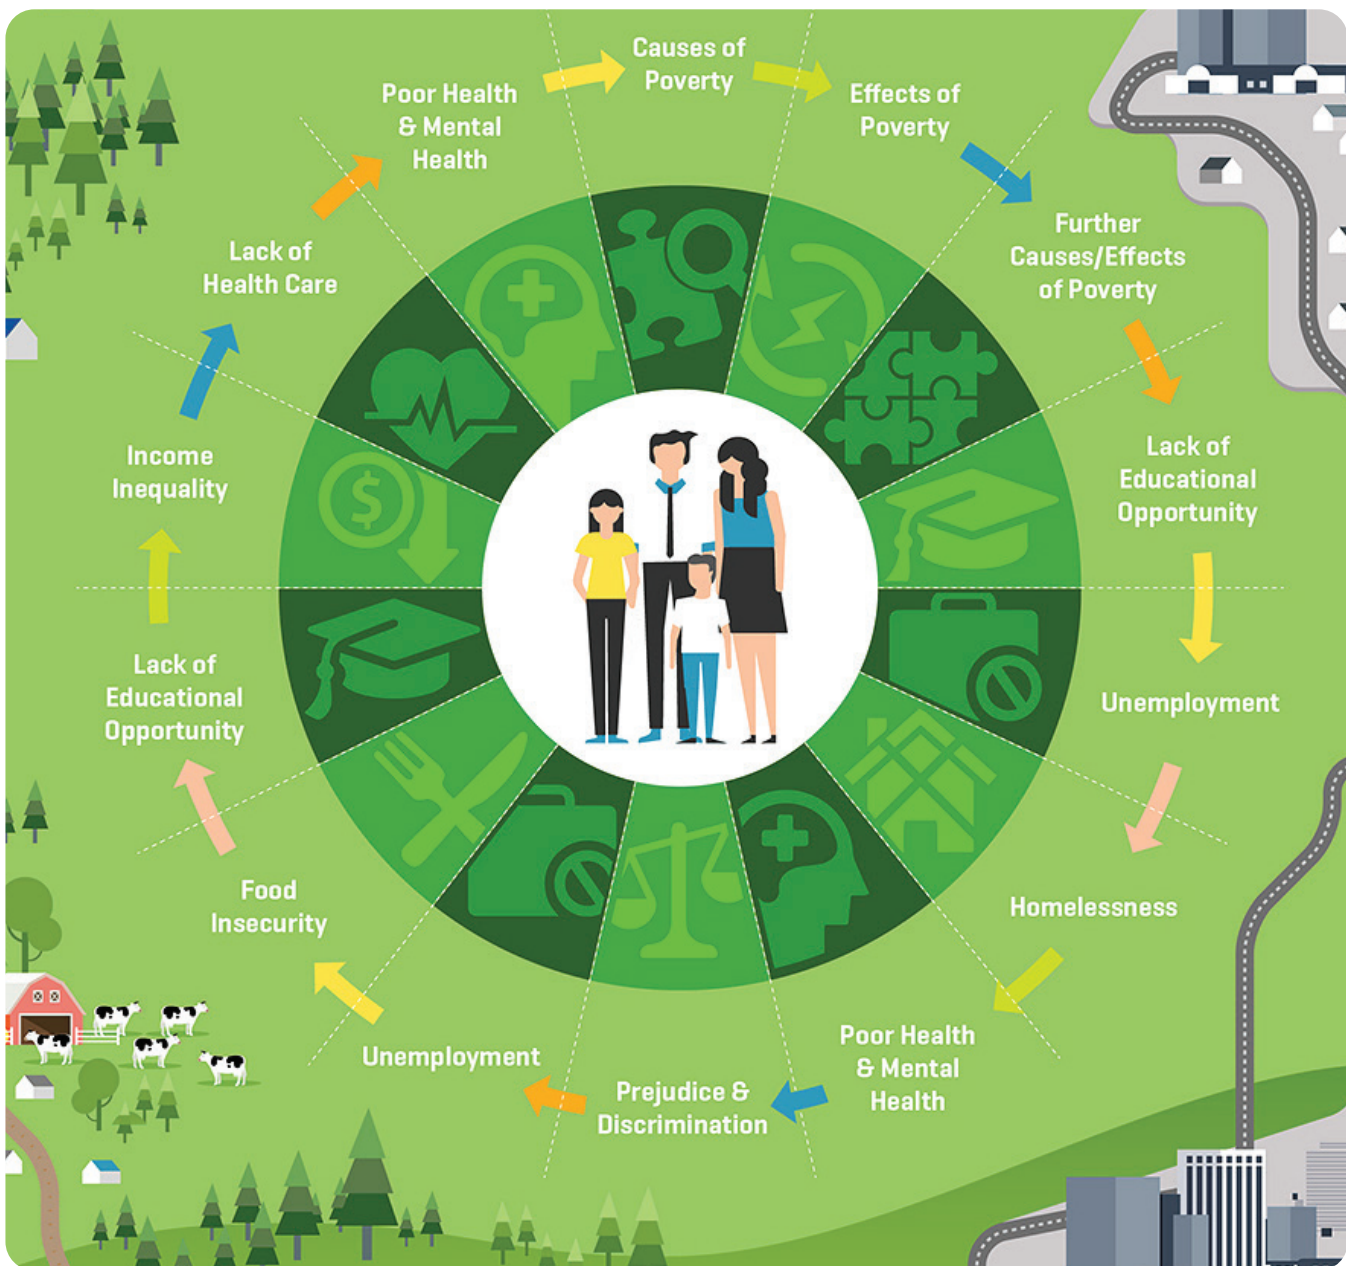 Causes of
Poverty
Effects of
Poverty
Further
Causes/Effects
of Poverty
Lack of
Educational
Opportunity
Unemployment
Homelessness
Poor Health
& Mental
Health
Prejudice &
Discrimination
Unemployment
Food
Insecurity
Lack of
Educational
Opportunity
Income
Inequality
Lack of
Health Care
Poor Health
& Mental
Health
$